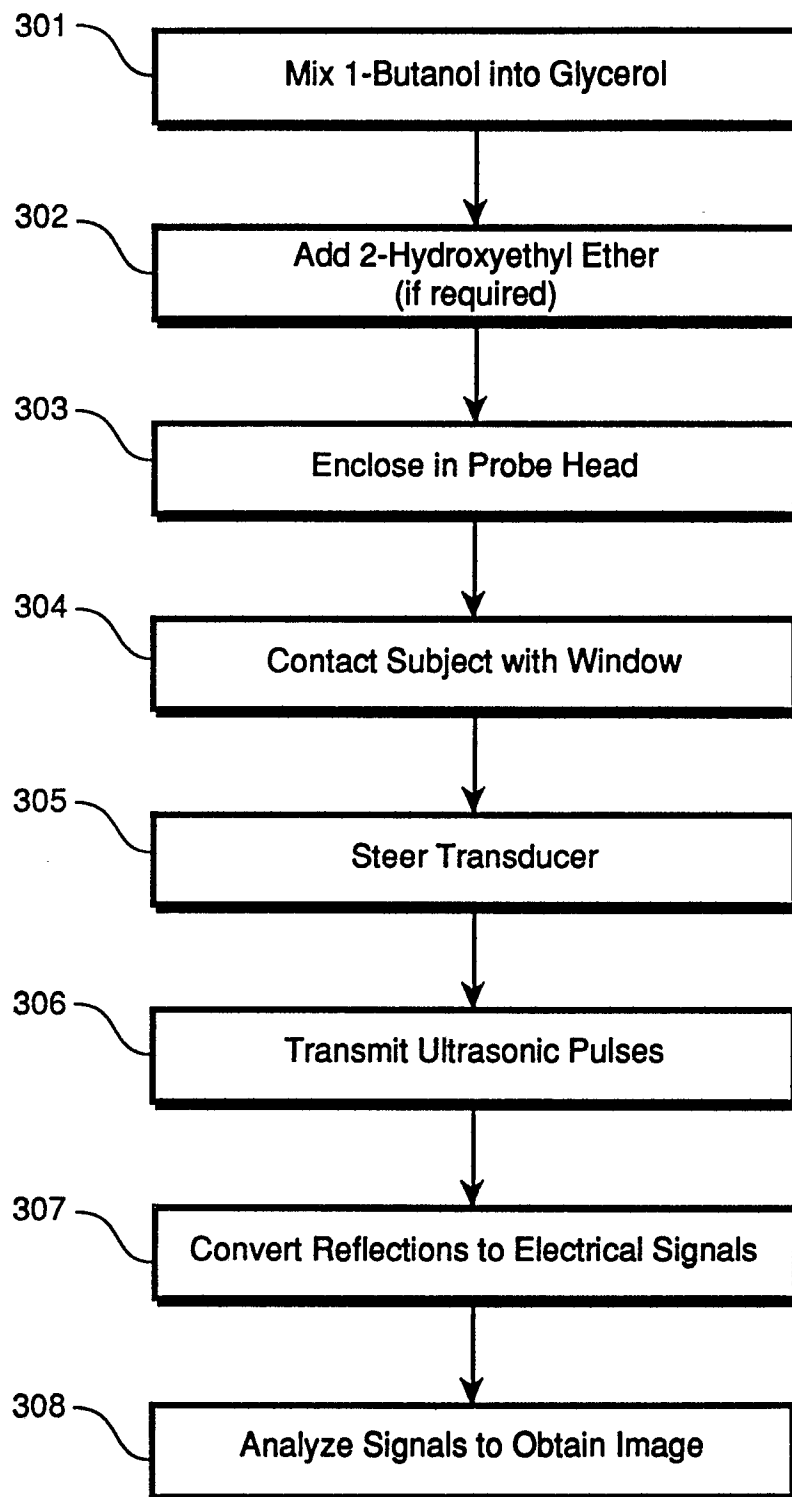 301
Mix 1-Butanol into Glycerol
302
Add 2-Hydroxyethyl Ether
(if required)
303
Enclose in Probe Head
304
Contact Subject with Window
305
Steer Transducer
306
Transmit Ultrasonic Pulses
307
Convert Reflections to Electrical Signals
308
Analyze Signals to Obtain Image